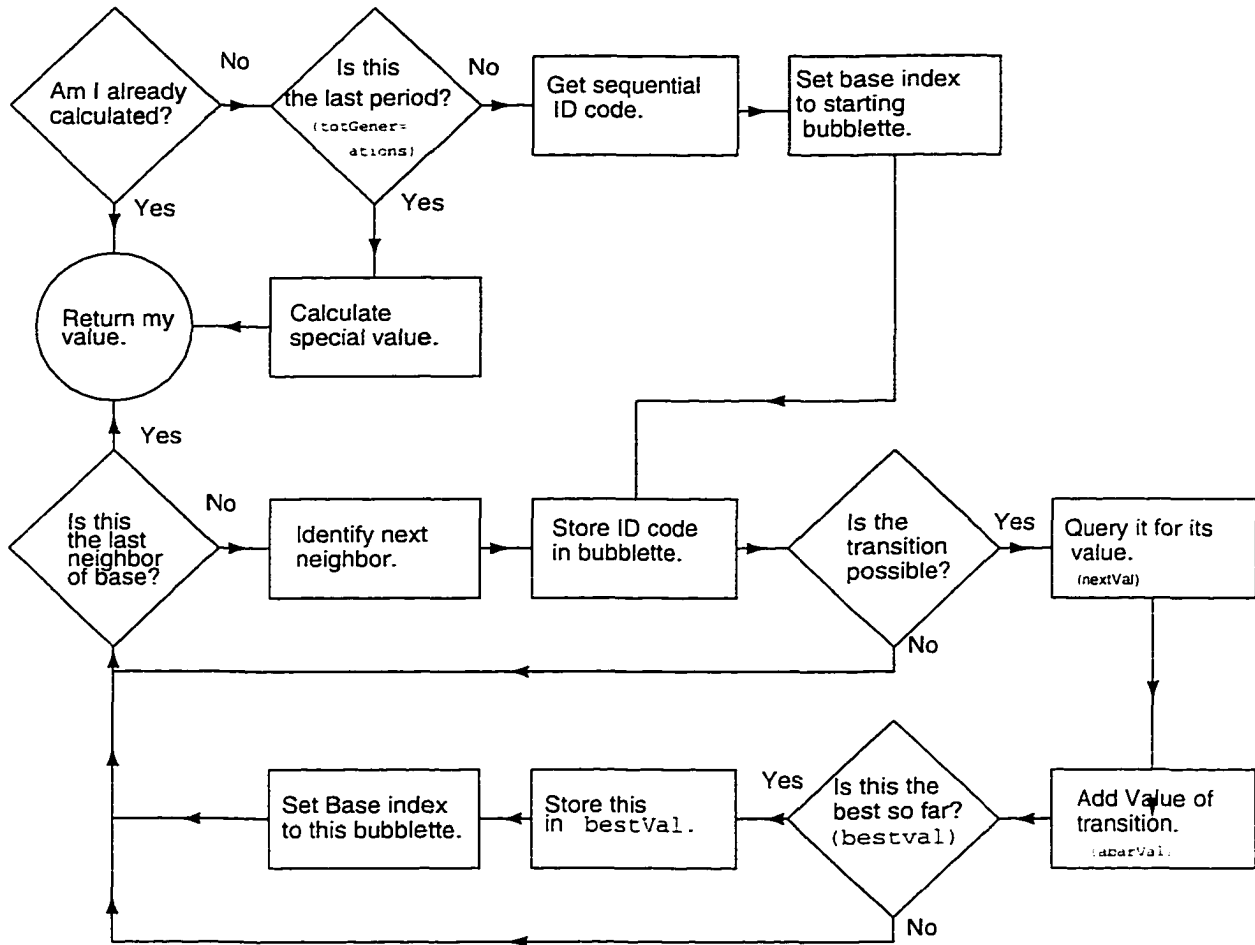 Am I already
calculated?
No
Yes
Is this
the last period?
(totGener=
ations)
No
Yes
Get sequential
ID code.
Set base index
to starting
bubblette.
Return my
value.
Calculate
special value.
Yes
Is this
the last
neighbor
of base?
No
Identify next
neighbor.
Store ID code
in bubblette.
Is the
transition
possible?
Yes
No
Query it for its
value.
(nextVal)
Set Base index
to this bubblette.
Store this
in bestVal.
Yes
Is this the
best so far?
(bestval)
No
Add Value of
transition.